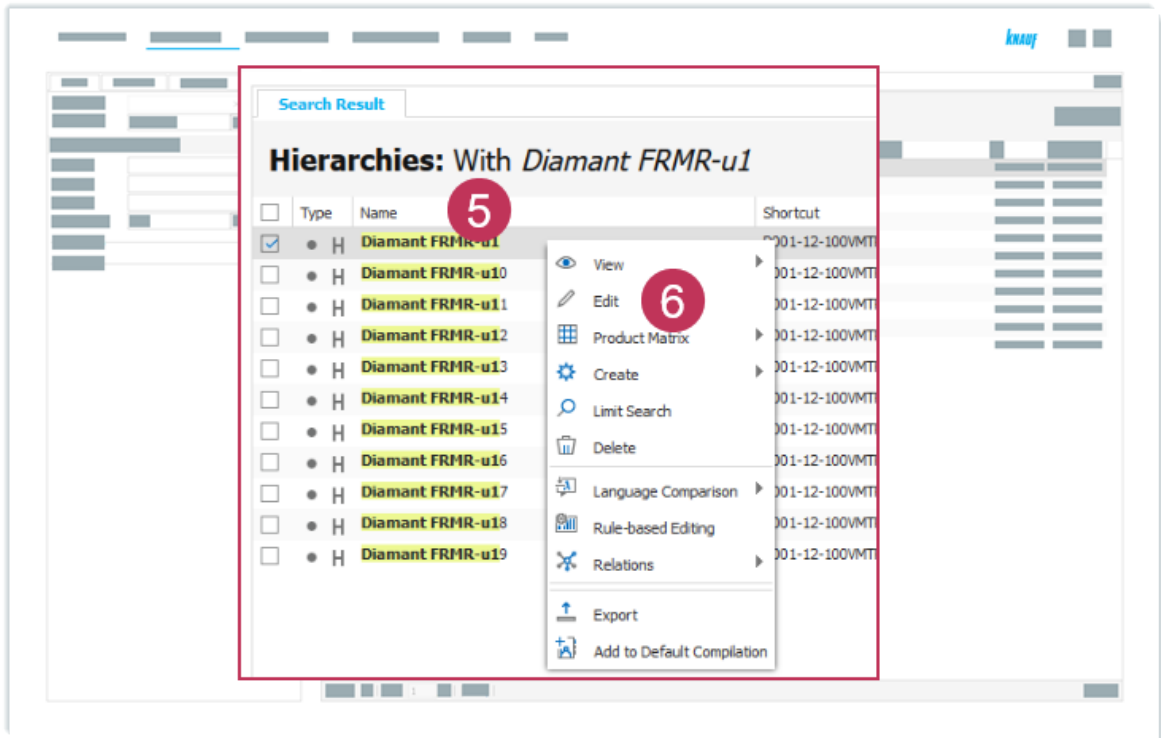 KNAUF
Search Result
Hierarchies: With Diamant FRMR-u1
5
Type Name Shortcut
Diamant FRMR-u1
Diamant FRMR-u10
Diamant FRMR-u11
Diamant FRMR-u12
Diamant FRMR-u13
Diamant FRMR-u14
Diamant FRMR-u15
Diamant FRMR-u16
Diamant FRMR-u17
Diamant FRMR-u18
Diamant FRMR-u19
View
Edit
6
Product Matrix
Create
Limit Search
Delete
Language Comparison
Rule-based Editing
Relations
Export
Add to Default Compilation